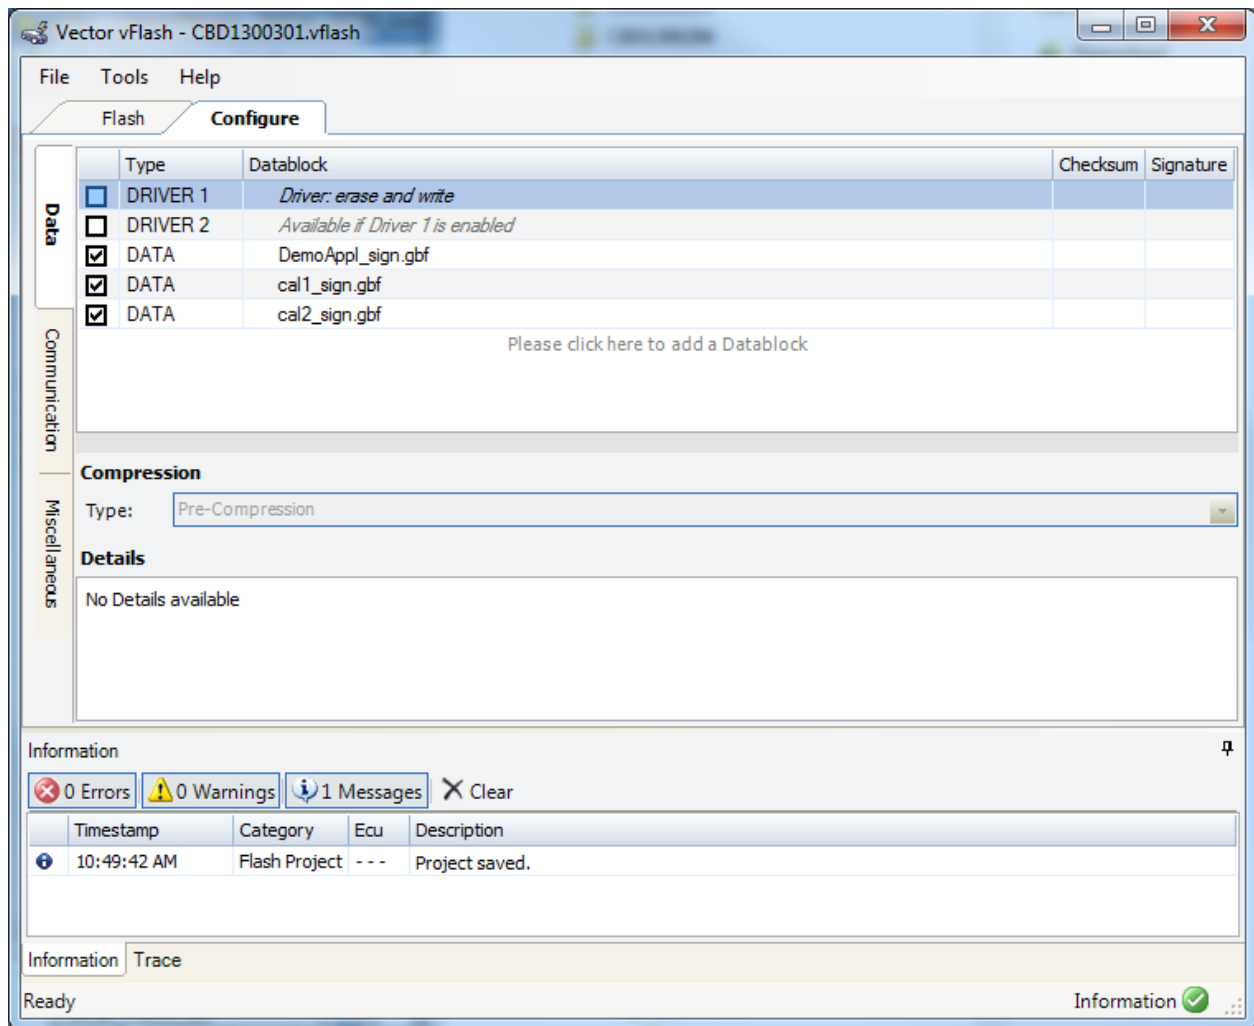 Vector vFlash - CBD1300301.vflash
File Tools Help
Flash Configure
Type Datablock Checksum Signature
DRIVER 1 Driver: erase and write
DRIVER 2 Available if Driver 1 is enabled
DATA DemoAppl_sign.gbf
DATA cal1_sign.gbf
DATA cal2_sign.gbf
Please click here to add a Datablock
Data
Communication
Miscellaneous
Compression
Type: Pre-Compression
Details
No Details available
Information
0 Errors 0 Warnings 1 Messages Clear
Timestamp Category Ecu Description
10:49:42 AM Flash Project - - - Project saved.
Information Trace
Ready Information